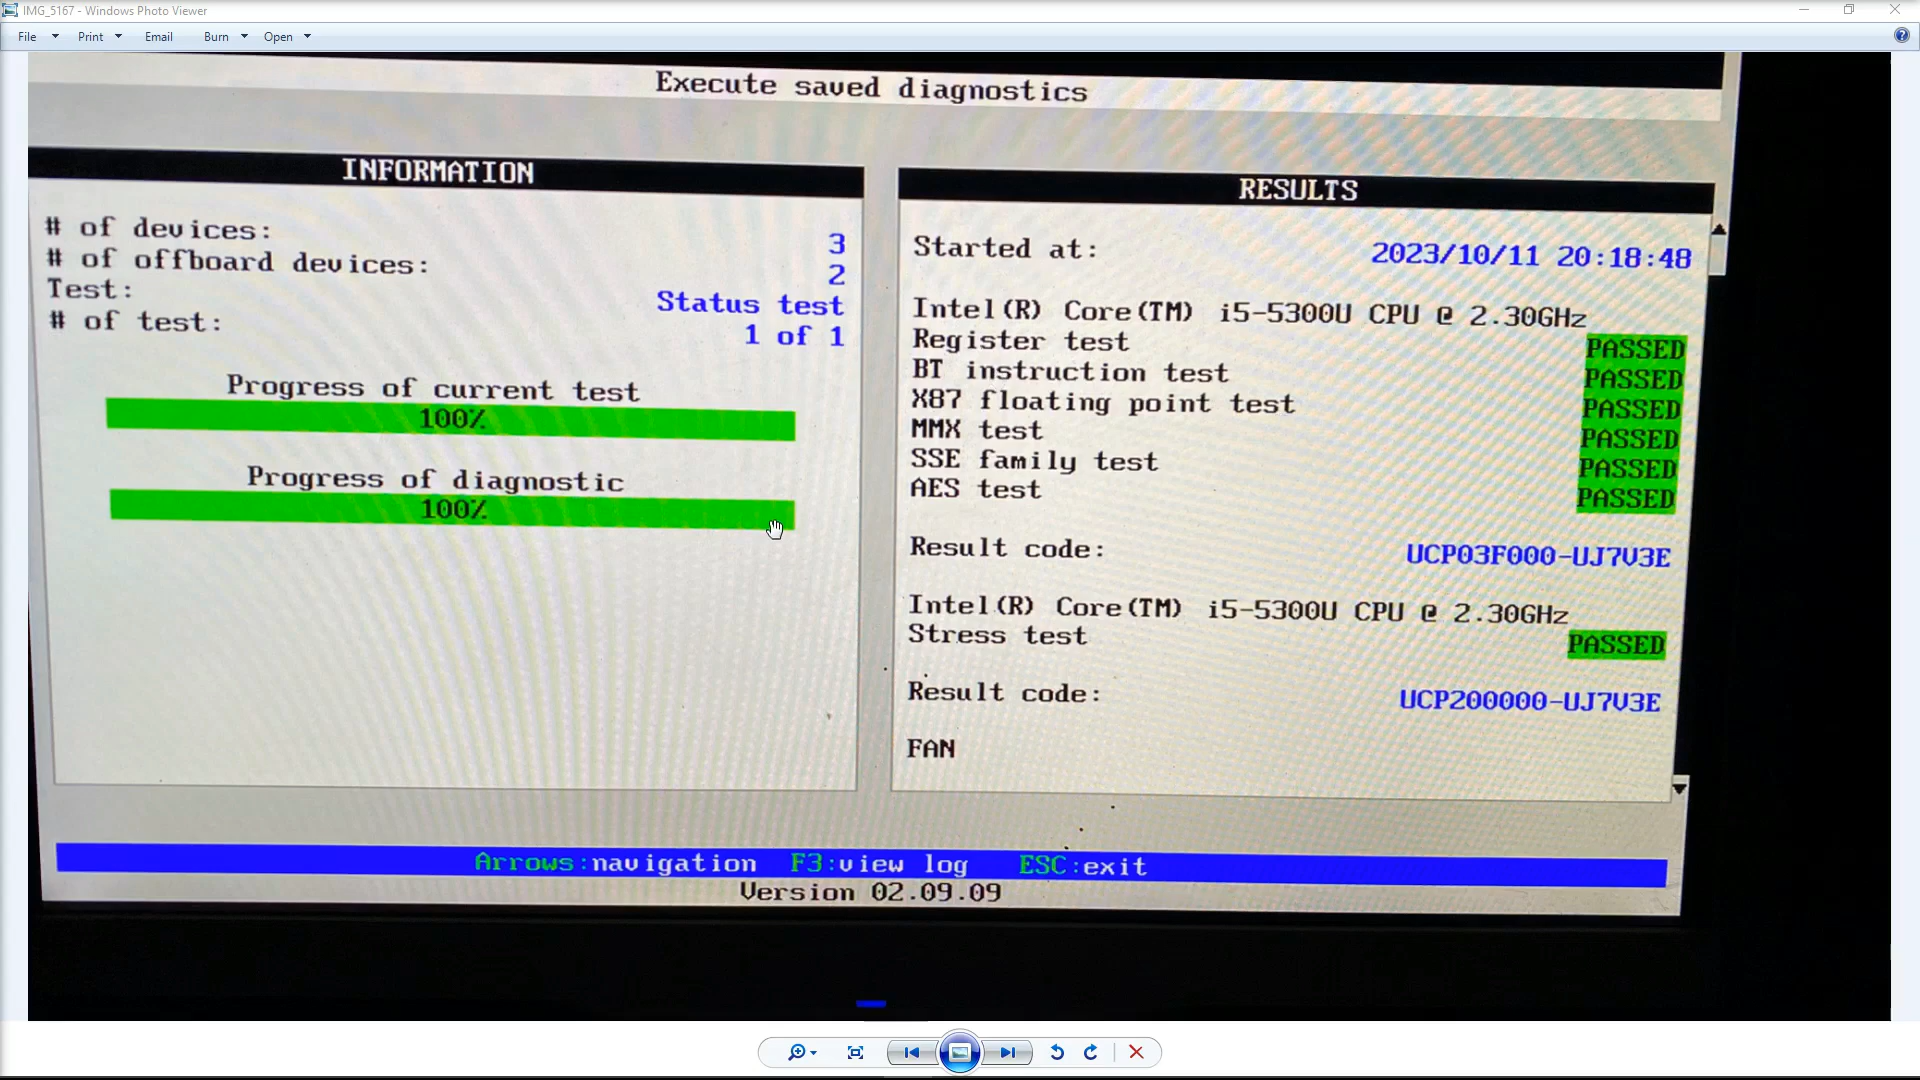 IMG_5167 - Windows Photo Viewer
File Print Email Burn Open
Execute saved diagnostics
INFORMATION
# of devices: 3
# of offboard devices: 2
Test: Status test
# of test: 1 of 1
Progress of current test
100%
Progress of diagnostic
100%
RESULTS
Started at: 2023/10/11 20:18:48
Intel(R) Core(TM) i5-5300U CPU @ 2.30GHz
Register test PASSED
BT instruction test PASSED
X87 floating point test PASSED
MMX test PASSED
SSE family test PASSED
AES test PASSED
Result code: UCP03F000-UJ7V3E
Intel(R) Core(TM) i5-5300U CPU @ 2.30GHz
Stress test PASSED
Result code: UCP200000-UJ7V3E
FAN
Arrows:navigation F3:view log ESC:exit
Version 02.09.09